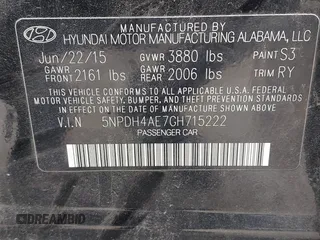 MANUFACTURED BY
HYUNDAI MOTOR MANUFACTURING ALABAMA, LLC
Jun/22/15 GVWR 3880 lbs PAINT S3
GAWR FRONT 2161 lbs GAWR REAR 2006 lbs TRIM RY
THIS VEHICLE CONFORMS TO ALL APPLICABLE
U.S. FEDERAL MOTOR VEHICLE SAFETY, BUMPER, AND
THEFT PREVENTION STANDARDS IN EFFECT ON THE
DATE OF MANUFACTURE SHOWN ABOVE.
V.I.N 5NPDH4AE7GH715222
PASSENGER CAR
DREAMBID